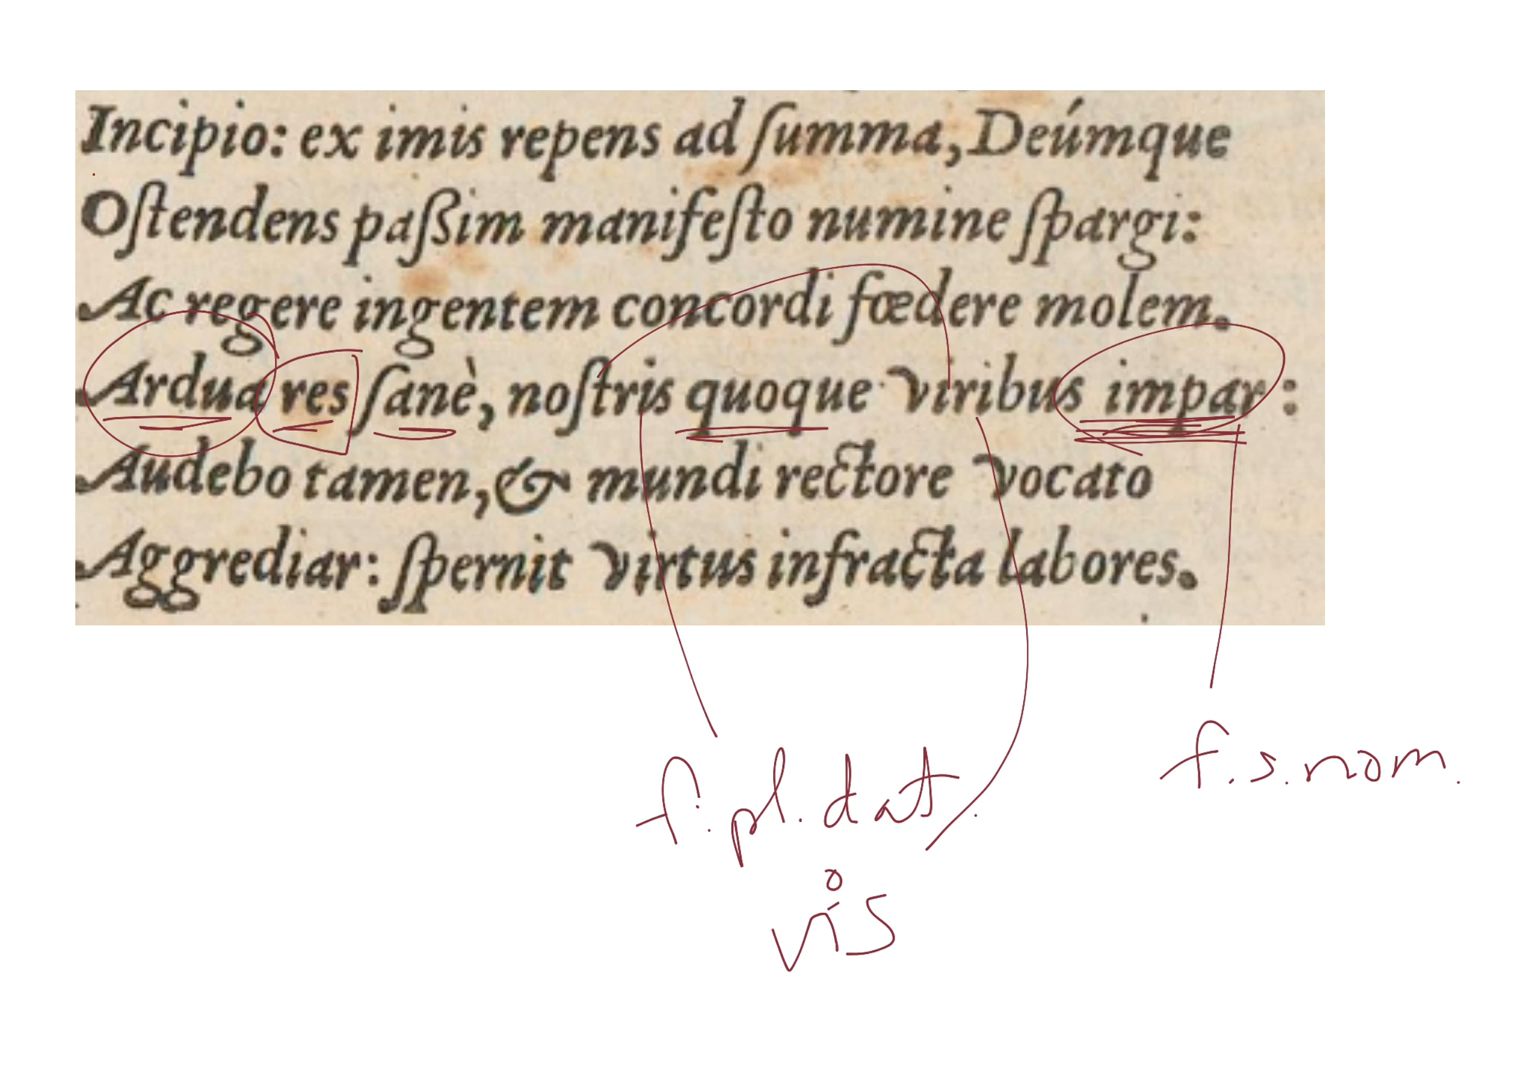 Incipio: ex imis repens ad ſumma, Deúmque
Oſtendens paſſim manifeſto numine ſpargi:
Ac regere ingentem concordi fœdere molem.
Ardua res ſanè, noſtris quoque viribus impar:
Audebo tamen, & mundi rectore vocato
Aggrediar: ſpernit virtus infracta labores.
f.s.nom.
f.pl.dat.
vis